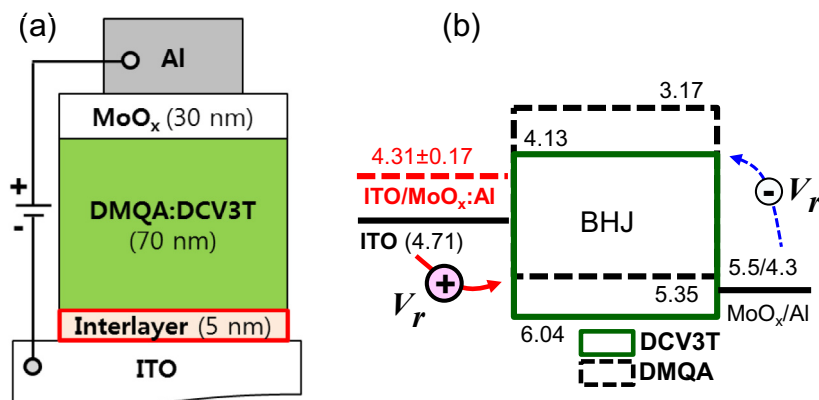 (a)
Al
MoOx (30 nm)
+
-
DMQA:DCV3T
(70 nm)
Interlayer (5 nm)
ITO
(b)
3.17
4.13
4.31±0.17
ITO/MoOx:Al
ITO (4.71)
+
Vr
BHJ
-
Vr
5.5/4.3
MoOx/Al
5.35
6.04
DCV3T
DMQA